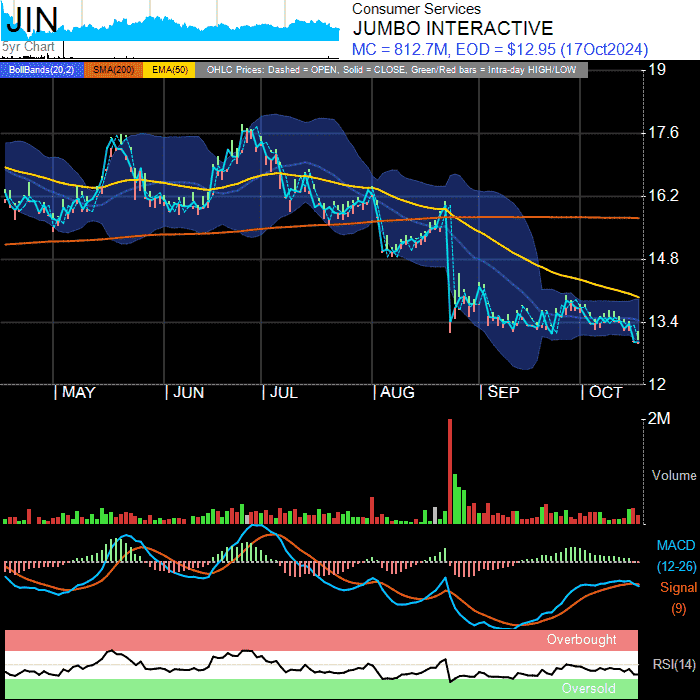 JIN
5yr Chart
Consumer Services
JUMBO INTERACTIVE
MC = 812.7M, EOD = $12.95 (17Oct2024)
BollBands(20,2) SMA(200) EMA(50) OHLC Prices: Dashed = OPEN, Solid = CLOSE, Green/Red bars = Intra-day HIGH/LOW
19
17.6
16.2
14.8
13.4
12
MAY JUN JUL AUG SEP OCT
2M
Volume
MACD
(12-26)
Signal
(9)
Overbought
RSI(14)
Oversold